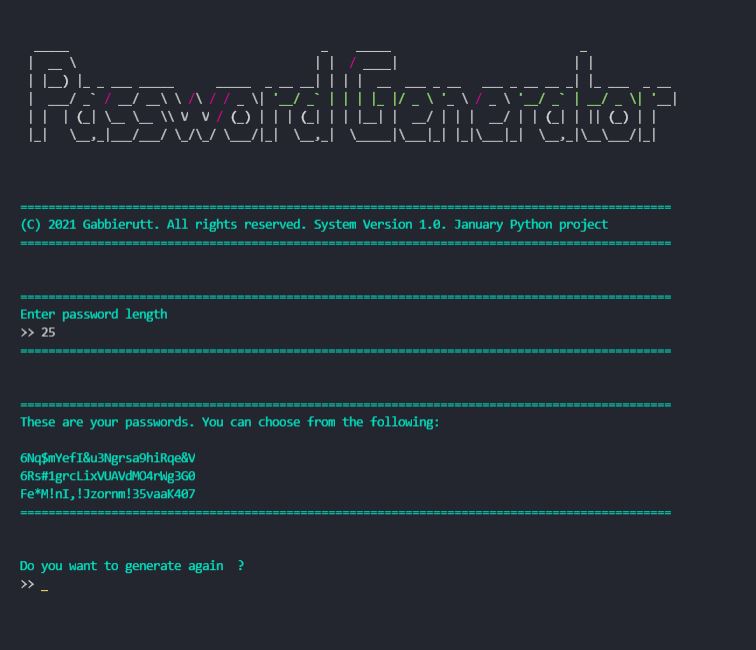 Password Generator
(C) 2021 Gabbierutt. All rights reserved. System Version 1.0. January Python project
Enter password length
>> 25
These are your passwords. You can choose from the following:
6Nq$mYefI&u3Ngrsa9hiRqe&V
6Rs#1grcLixVUAVdMO4rWg3G0
Fe*M!nI,!Jzornm!35vaaK407
Do you want to generate again  ?
>> _